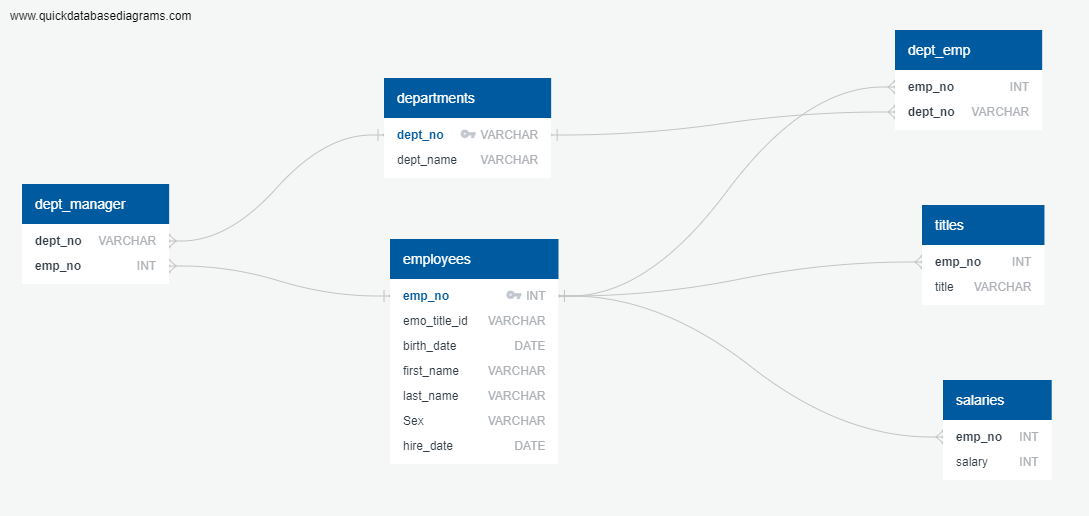 www.quickdatabasediagrams.com
dept_emp
emp_no INT
dept_no VARCHAR
departments
dept_no VARCHAR
dept_name VARCHAR
dept_manager
dept_no VARCHAR
emp_no INT
employees
emp_no INT
emo_title_id VARCHAR
birth_date DATE
first_name VARCHAR
last_name VARCHAR
Sex VARCHAR
hire_date DATE
titles
emp_no INT
title VARCHAR
salaries
emp_no INT
salary INT